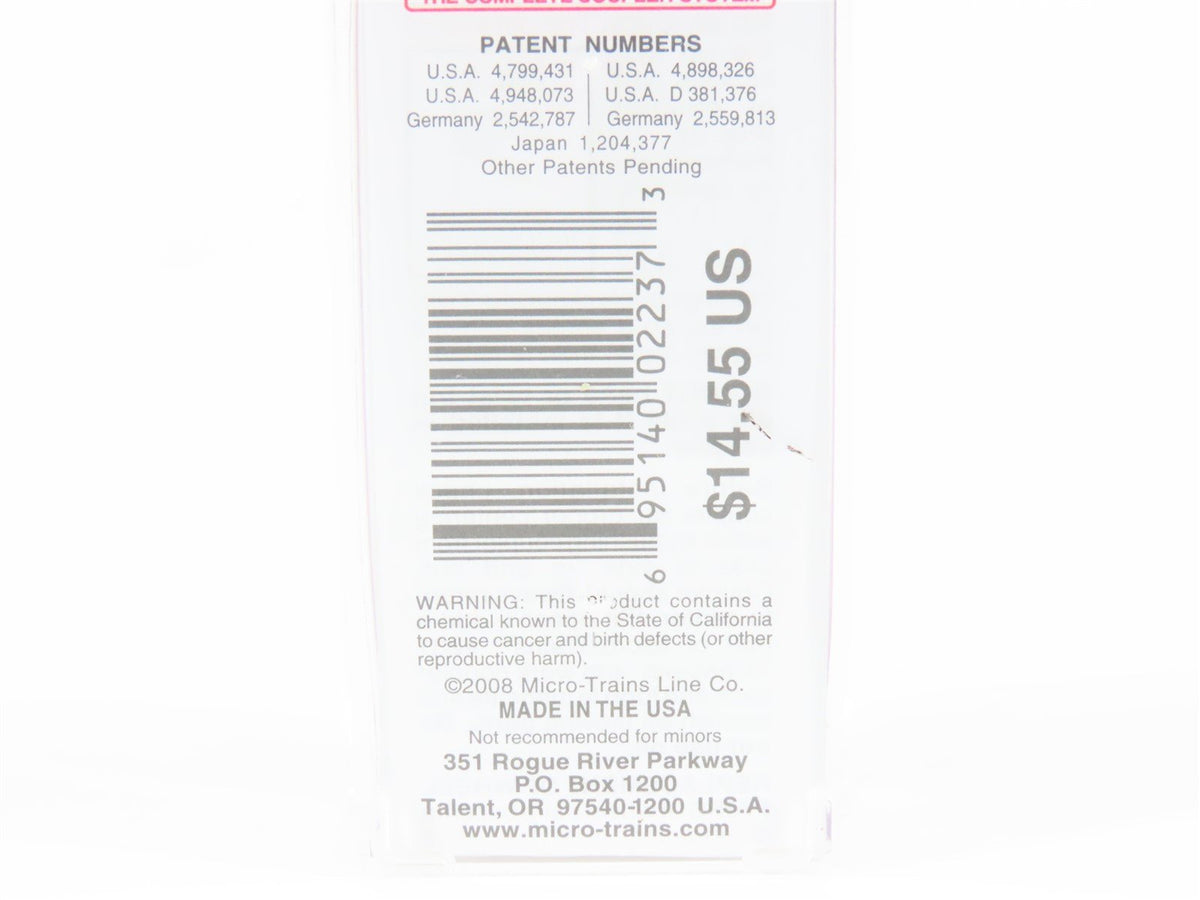 THE COMPLETE COUPLER SYSTEM
PATENT NUMBERS
U.S.A. 4,799,431 | U.S.A. 4,898,326
U.S.A. 4,948,073 | U.S.A. D 381,376
Germany 2,542,787 | Germany 2,559,813
Japan 1,204,377
Other Patents Pending
6 95140 02237 3
$14.55 US
WARNING: This product contains a
chemical known to the State of California
to cause cancer and birth defects (or other
reproductive harm).
©2008 Micro-Trains Line Co.
MADE IN THE USA
Not recommended for minors
351 Rogue River Parkway
P.O. Box 1200
Talent, OR 97540-1200 U.S.A.
www.micro-trains.com